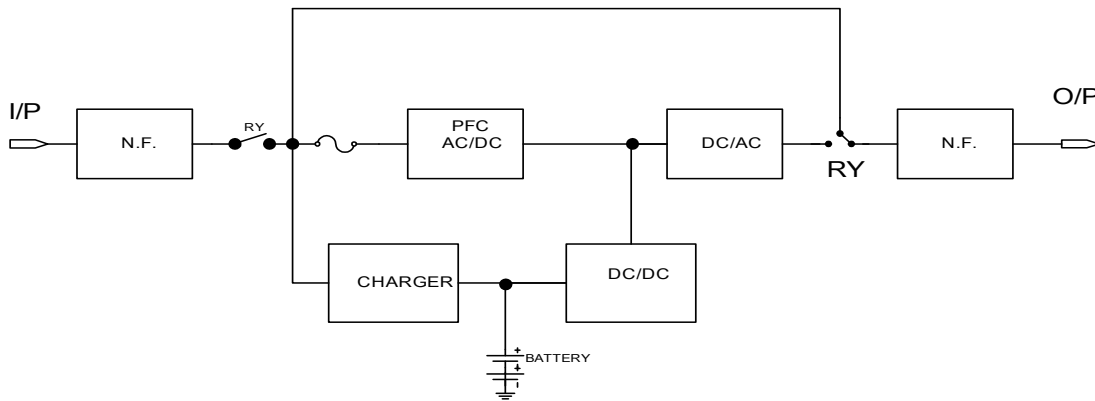 I/P
O/P
N.F.
RY
PFC
AC/DC
DC/AC
RY
N.F.
CHARGER
DC/DC
BATTERY